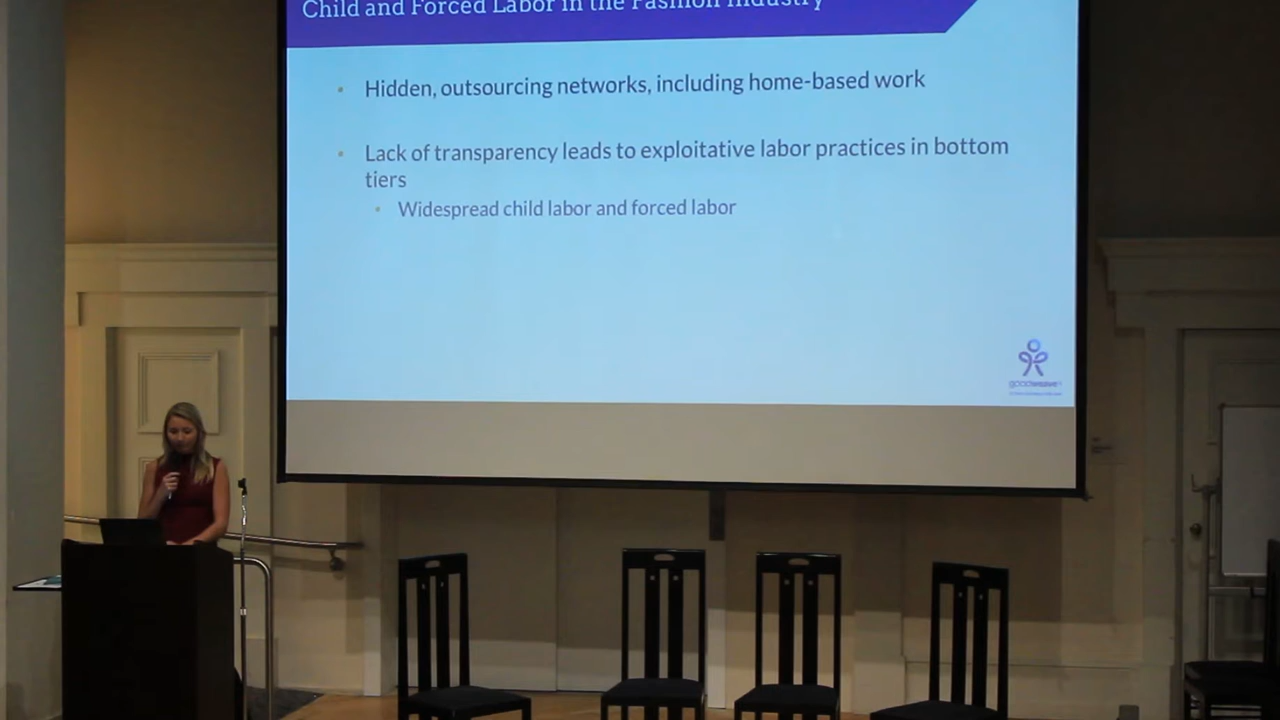 Child and Forced Labor in the Fashion Industry
• Hidden, outsourcing networks, including home-based work
• Lack of transparency leads to exploitative labor practices in bottom
tiers
• Widespread child labor and forced labor
goodweave